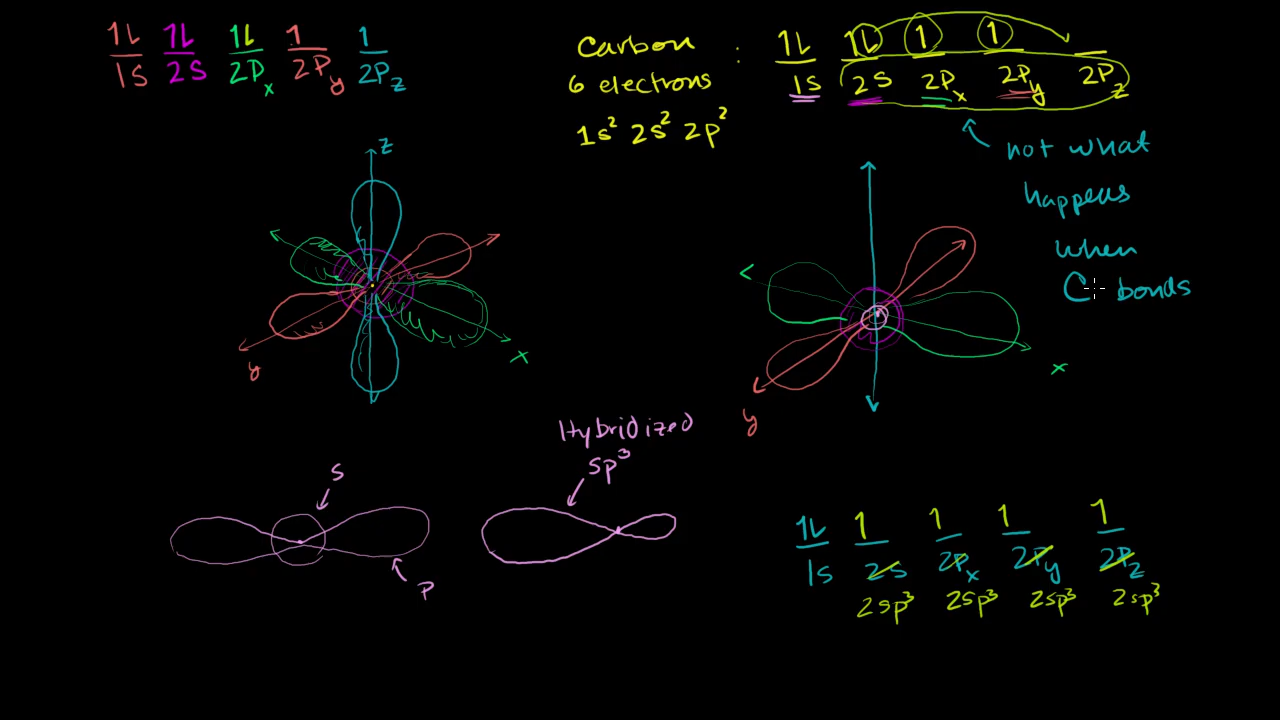 1L 1L 1L 1 1
1S 2S 2Px 2Py 2Pz
Carbon :
6 electrons
1s² 2s² 2p²
1L 1L 1 1
1S 2S 2Px 2Py 2Pz
not what
happens
when
C bonds
z
y
x
y
x
Hybridized
sp³
s
p
1L 1 1 1 1
1S 2S 2Px 2Py 2Pz
2sp³ 2sp³ 2sp³ 2sp³